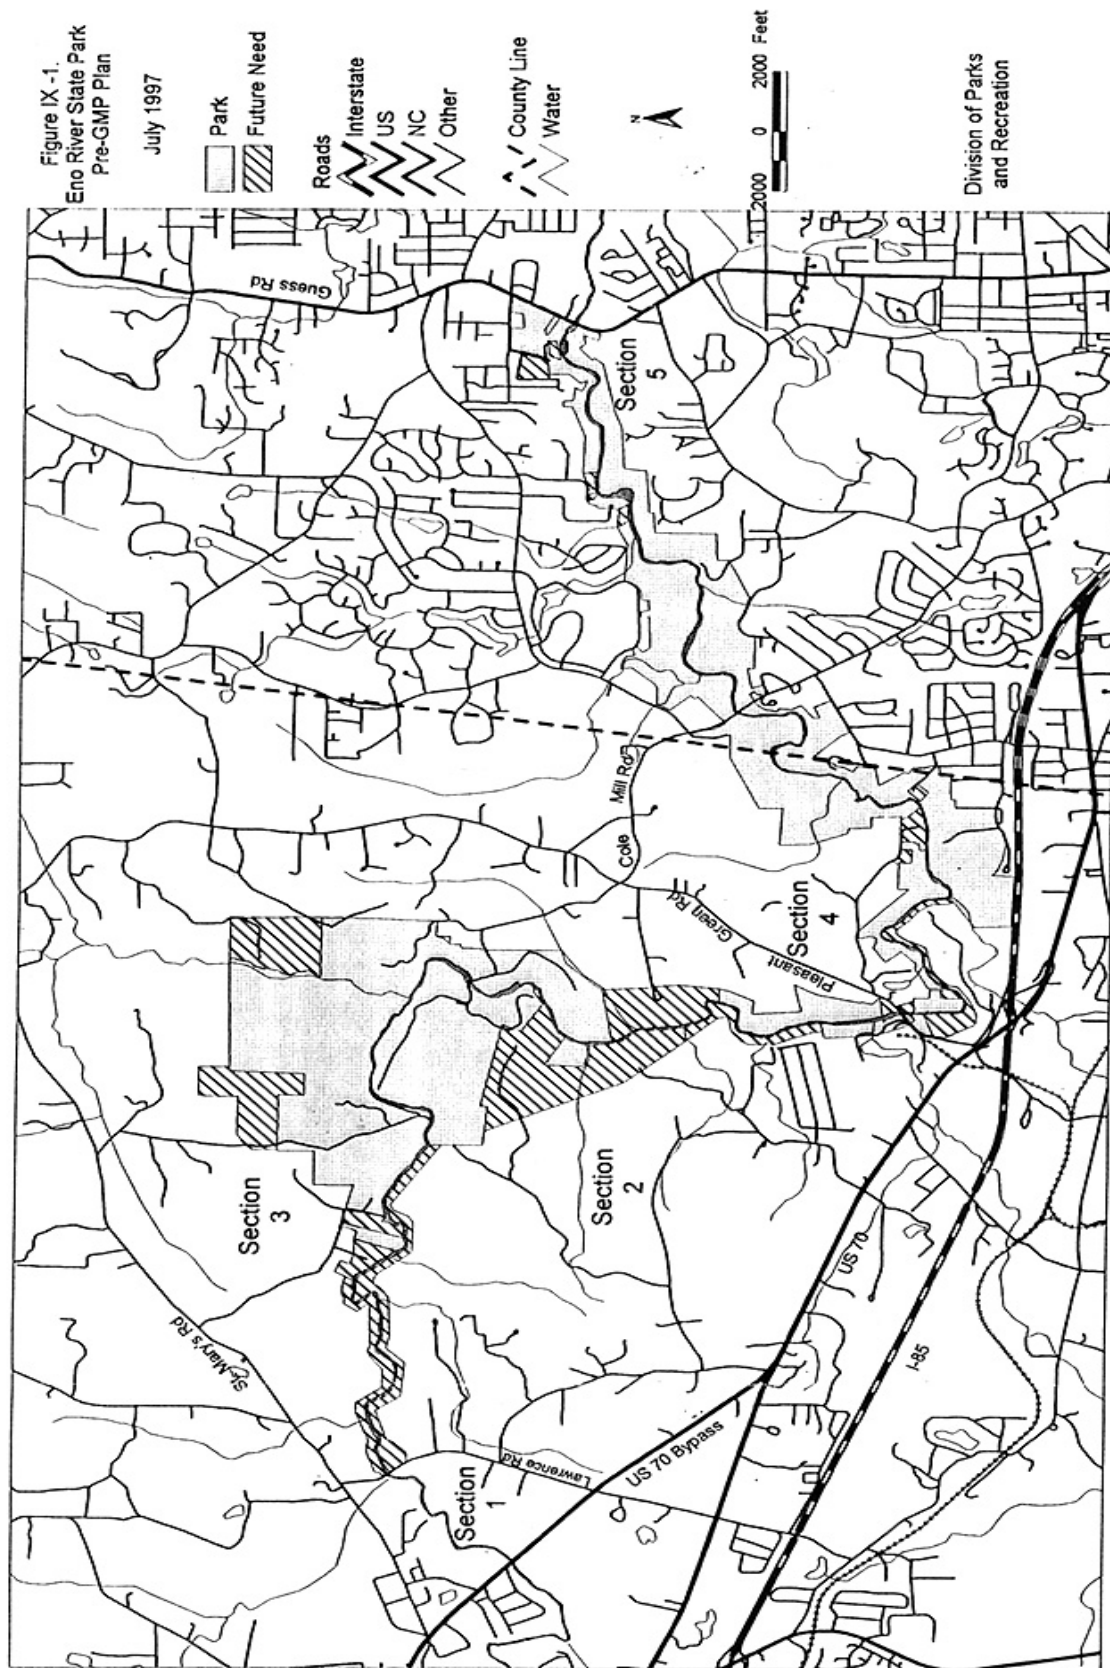 Figure IX -1.
Eno River State Park
Pre-GMP Plan
July 1997
Park
Future Need
Roads
Interstate
US
NC
Other
County Line
Water
N
2000 0 2000 Feet
Division of Parks
and Recreation
Guess Rd
Section
5
Cole Mill Rd
Pleasant Green Rd
Section
4
Section
3
Section
2
St. Mary's Rd
US 70
I-85
US 70 Bypass
Lawrence Rd
Section
1